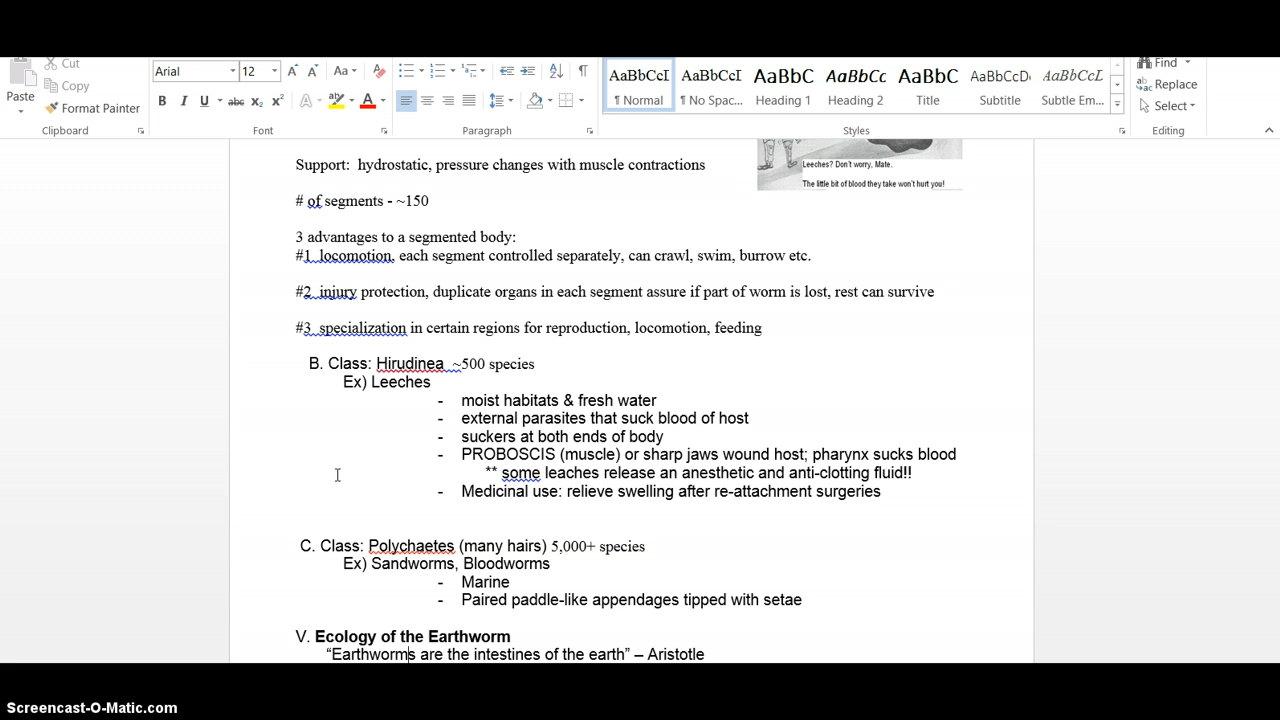 Cut
Copy
Paste
Format Painter
Clipboard
Arial
12
Aa
B I U abc X₂ X²
A
A
Font
Paragraph
AaBbCcI AaBbCcI AaBbC AaBbCc AaBbC AaBbCcD AaBbCcL
¶ Normal ¶ No Spac... Heading 1 Heading 2 Title Subtitle Subtle Em...
Styles
Find
Replace
Select
Editing
Leeches? Don't worry, Mate.
The little bit of blood they take won't hurt you!
Support: hydrostatic, pressure changes with muscle contractions
# of segments - ~150
3 advantages to a segmented body:
#1 locomotion, each segment controlled separately, can crawl, swim, burrow etc.
#2 injury protection, duplicate organs in each segment assure if part of worm is lost, rest can survive
#3 specialization in certain regions for reproduction, locomotion, feeding
B. Class: Hirudinea ~500 species
Ex) Leeches
- moist habitats & fresh water
- external parasites that suck blood of host
- suckers at both ends of body
- PROBOSCIS (muscle) or sharp jaws wound host; pharynx sucks blood
** some leaches release an anesthetic and anti-clotting fluid!!
- Medicinal use: relieve swelling after re-attachment surgeries
C. Class: Polychaetes (many hairs) 5,000+ species
Ex) Sandworms, Bloodworms
- Marine
- Paired paddle-like appendages tipped with setae
V. Ecology of the Earthworm
“Earthworms are the intestines of the earth” – Aristotle
Screencast-O-Matic.com